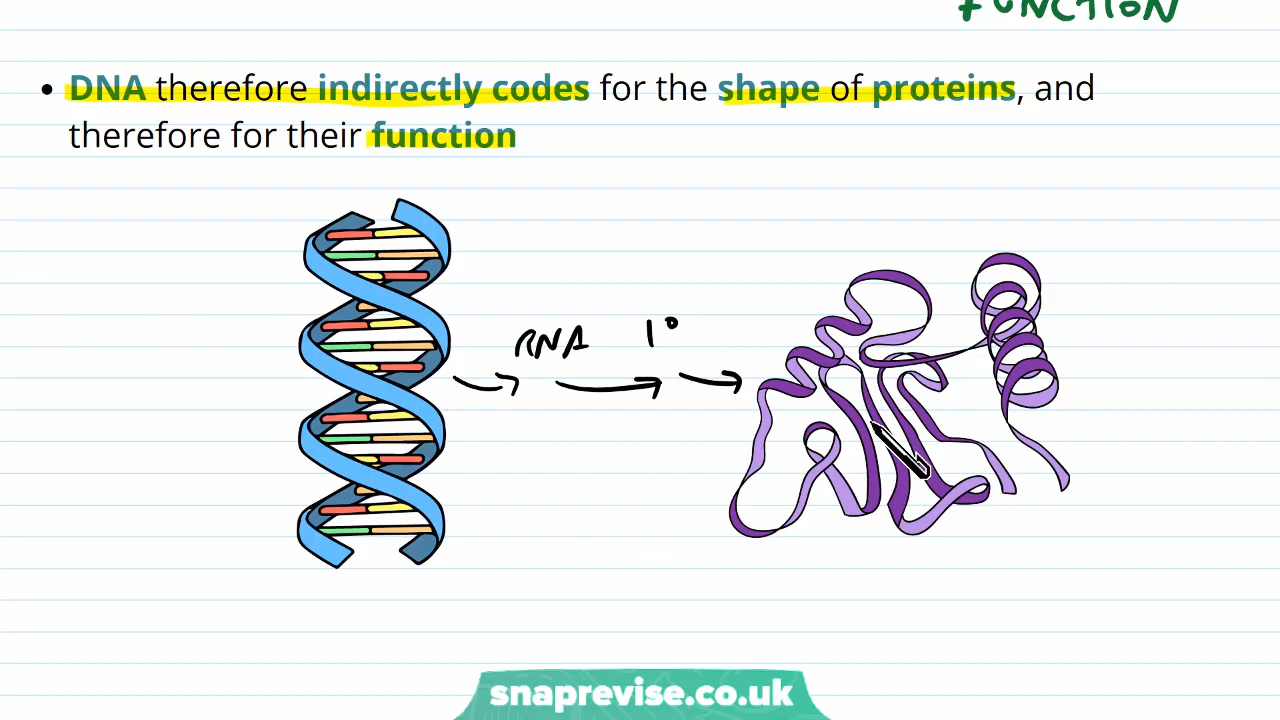 FUNCTION
• DNA therefore indirectly codes for the shape of proteins, and
therefore for their function
RNA 1°
snaprevise.co.uk